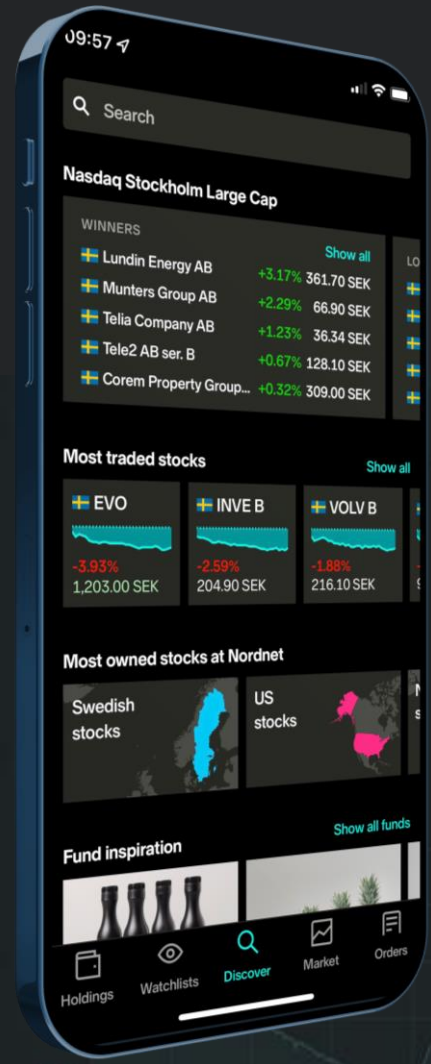 09:57
Search
Nasdaq Stockholm Large Cap
WINNERS
Show all
Lundin Energy AB +3.17% 361.70 SEK
Munters Group AB +2.29% 66.90 SEK
Telia Company AB +1.23% 36.34 SEK
Tele2 AB ser. B +0.67% 128.10 SEK
Corem Property Group... +0.32% 309.00 SEK
LO
Most traded stocks
Show all
EVO
-3.93%
1,203.00 SEK
INVE B
-2.59%
204.90 SEK
VOLV B
-1.88%
216.10 SEK
Most owned stocks at Nordnet
Swedish
stocks
US
stocks
Fund inspiration
Show all funds
Holdings
Watchlists
Discover
Market
Orders